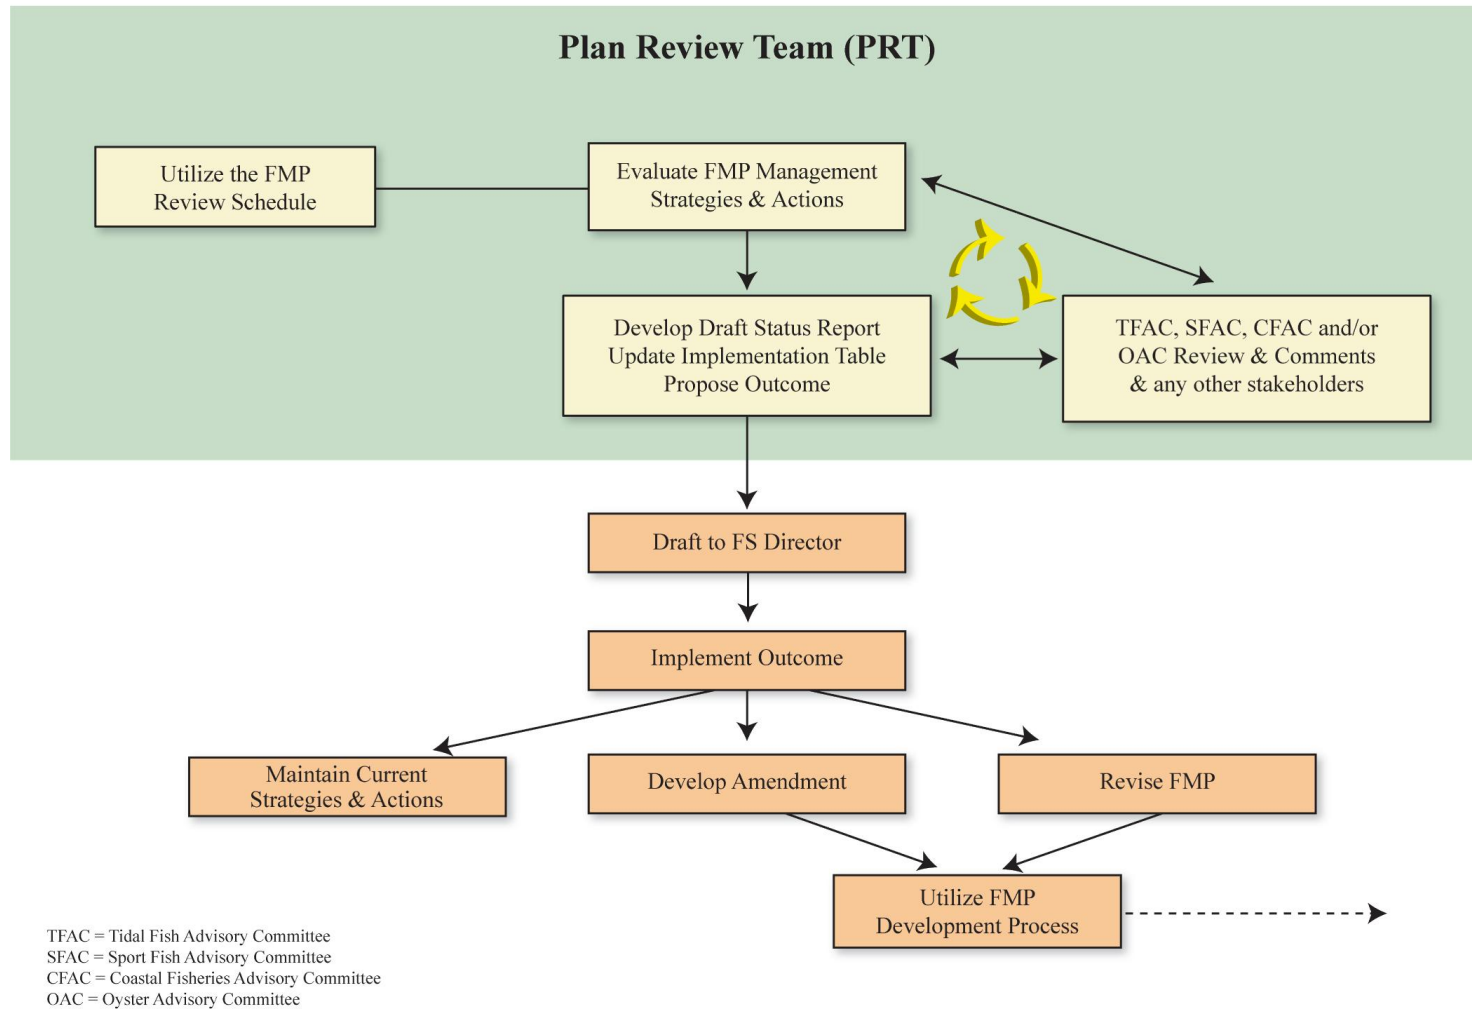 Plan Review Team (PRT)
Utilize the FMP
Review Schedule
Evaluate FMP Management
Strategies & Actions
Develop Draft Status Report
Update Implementation Table
Propose Outcome
TFAC, SFAC, CFAC and/or
OAC Review & Comments
& any other stakeholders
Draft to FS Director
Implement Outcome
Maintain Current
Strategies & Actions
Develop Amendment
Revise FMP
Utilize FMP
Development Process
TFAC = Tidal Fish Advisory Committee
SFAC = Sport Fish Advisory Committee
CFAC = Coastal Fisheries Advisory Committee
OAC = Oyster Advisory Committee